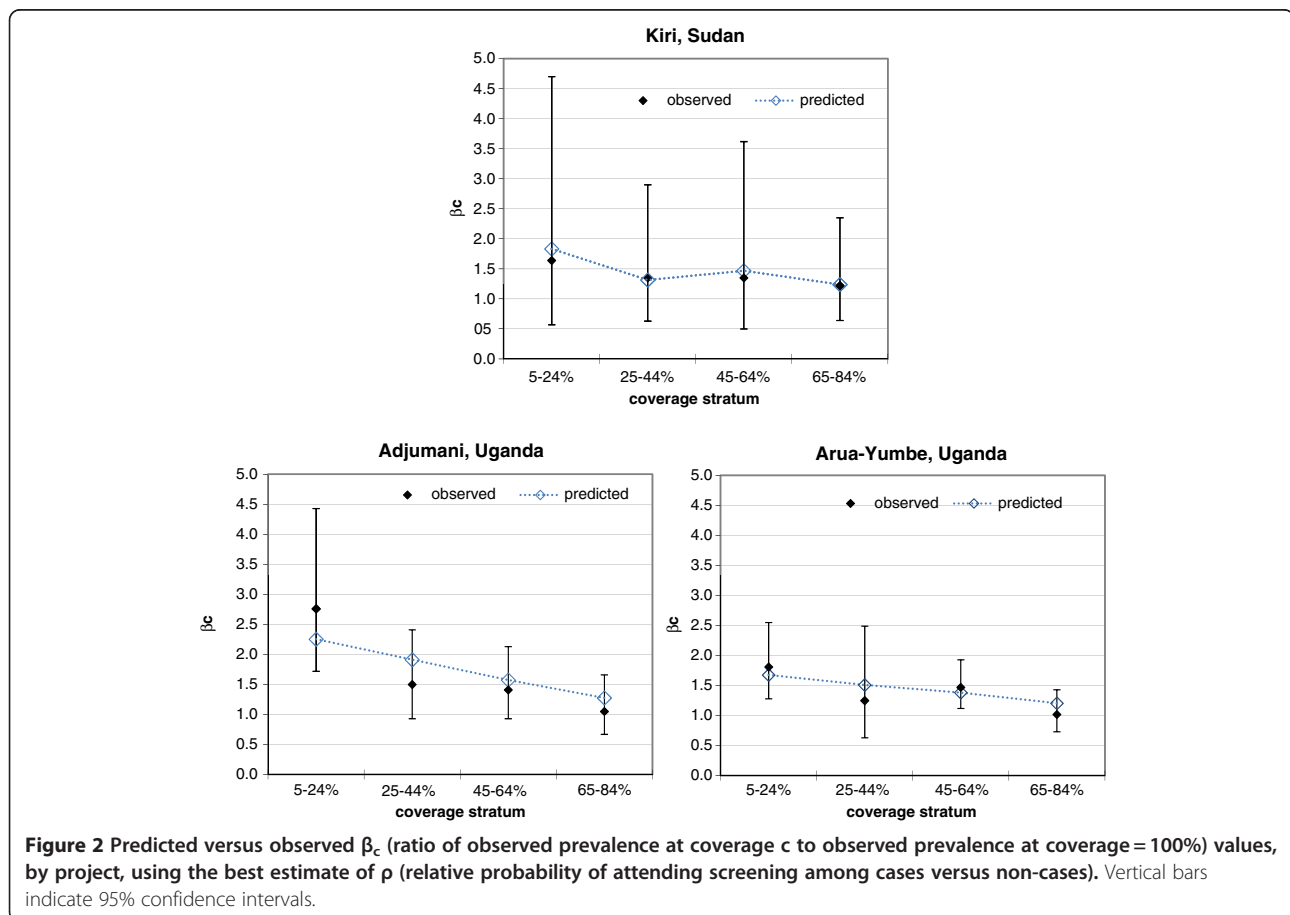 Kiri, Sudan
5.0
4.5
4.0
3.5
3.0
2.5
2.0
1.5
1.0
05
0.0
βc
observed predicted
5-24% 25-44% 45-64% 65-84%
coverage stratum
Adjumani, Uganda
5.0
4.5
4.0
3.5
3.0
2.5
2.0
1.5
1.0
0.5
0.0
βc
observed predicted
5-24% 25-44% 45-64% 65-84%
coverage stratum
Arua-Yumbe, Uganda
5.0
4.5
4.0
3.5
3.0
2.5
2.0
1.5
1.0
0.5
0.0
βc
observed predicted
5-24% 25-44% 45-64% 65-84%
coverage stratum
Figure 2 Predicted versus observed βc (ratio of observed prevalence at coverage c to observed prevalence at coverage = 100%) values,
by project, using the best estimate of ρ (relative probability of attending screening among cases versus non-cases). Vertical bars
indicate 95% confidence intervals.